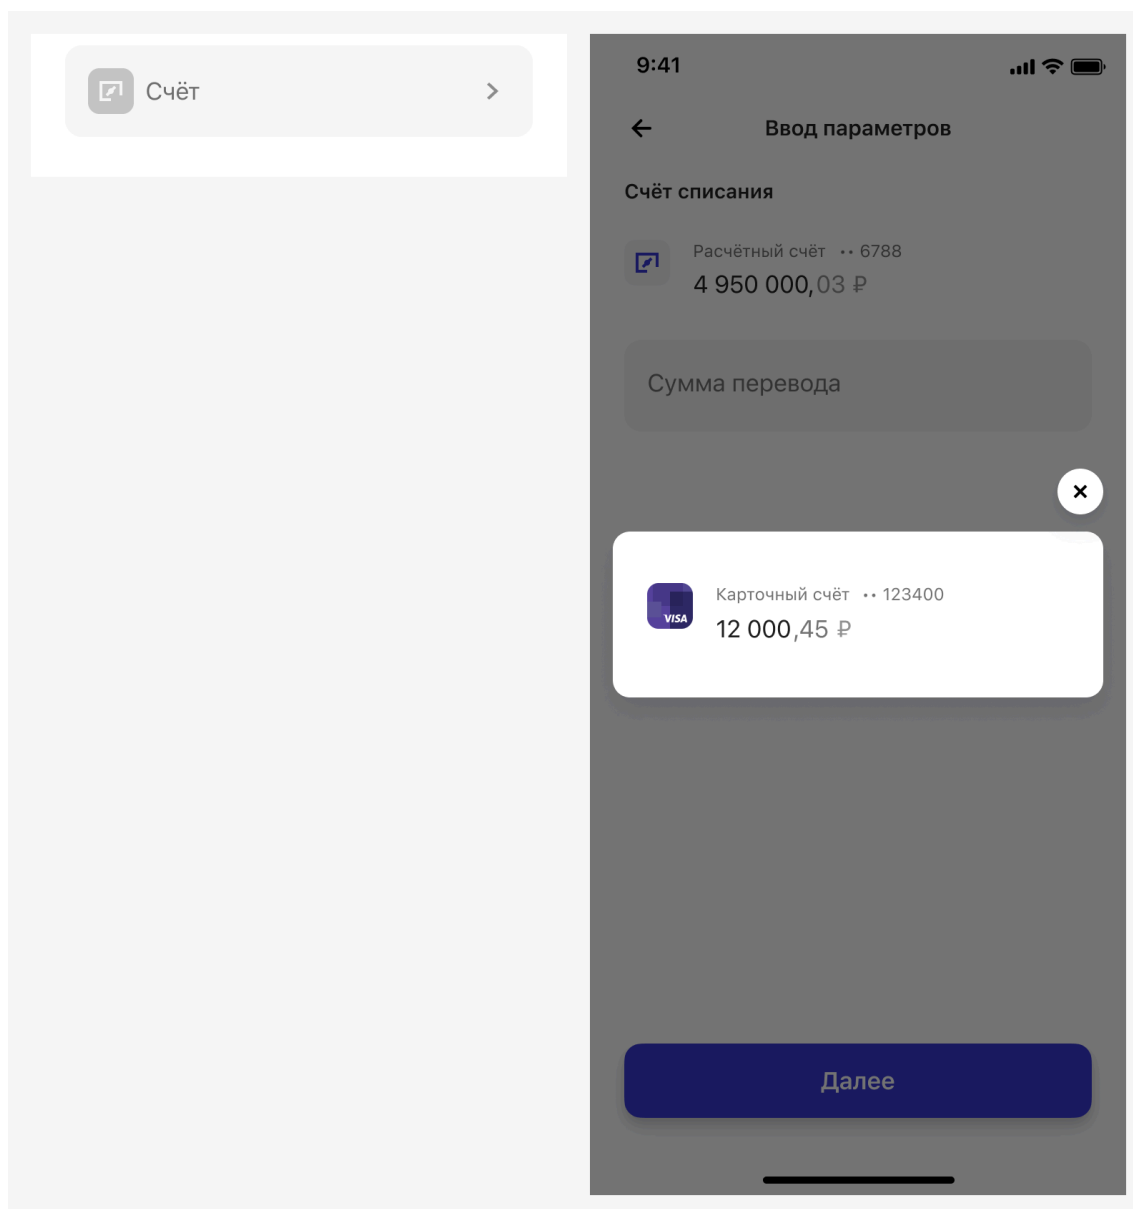 Счёт
9:41
Ввод параметров
Счёт списания
Расчётный счёт •• 6788
4 950 000,03 ₽
Сумма перевода
VISA
Карточный счёт •• 123400
12 000,45 ₽
Далее